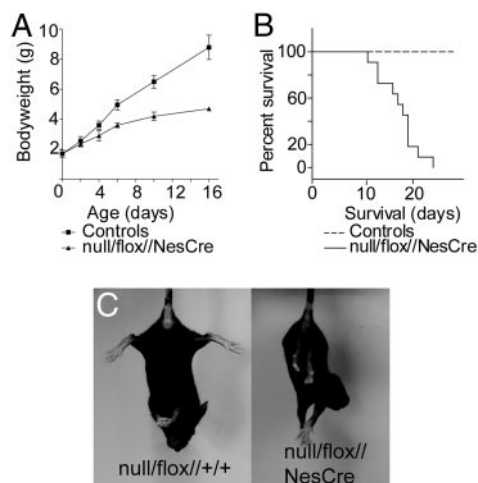 A
Bodyweight (g)
10
8
6
4
2
0 4 8 12 16
Age (days)
Controls
null/flox//NesCre
B
Percent survival
100
60
20
0
0 10 20
Survival (days)
Controls
null/flox//NesCre
C
null/flox//+/+
null/flox//
NesCre